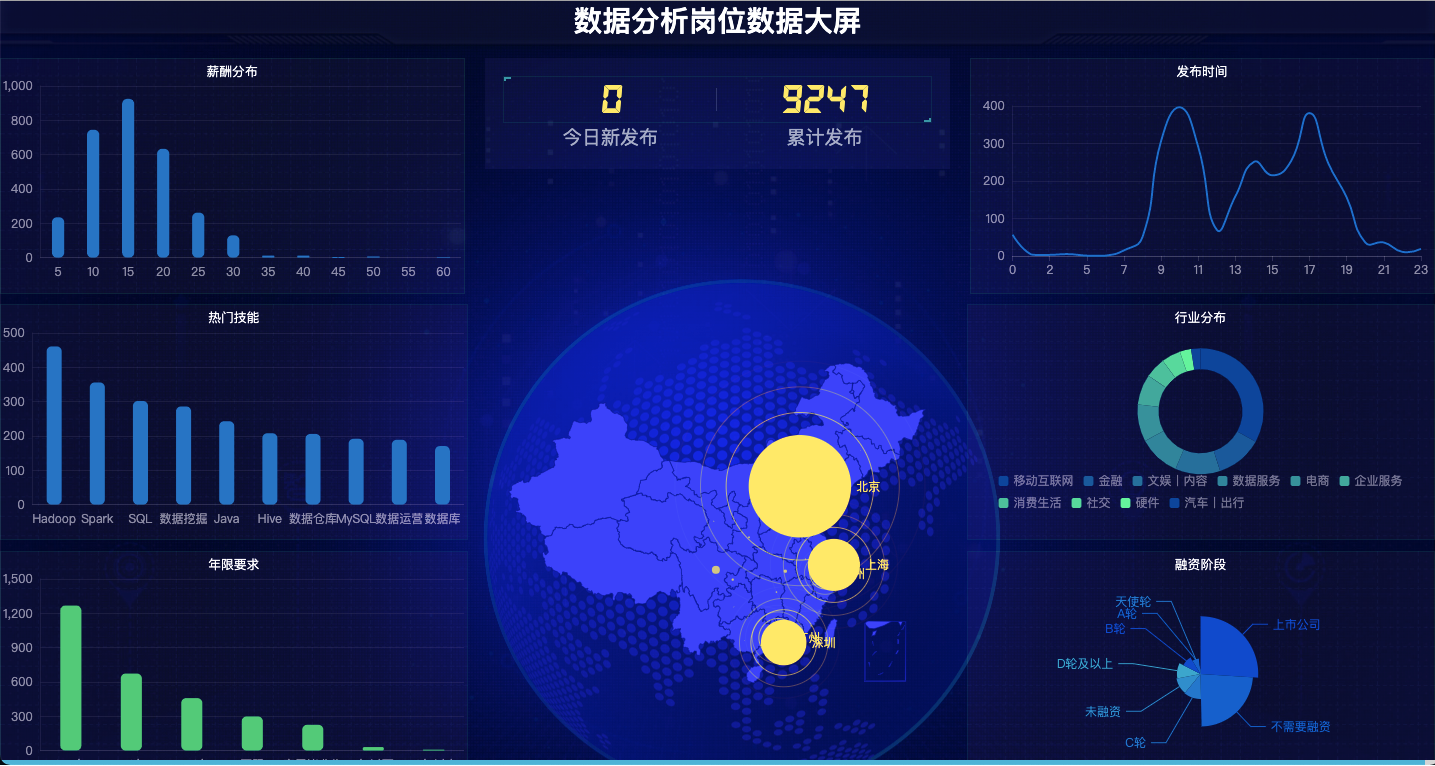 数据分析岗位数据大屏
薪酬分布
1,000
800
600
400
200
0
5 10 15 20 25 30 35 40 45 50 55 60
0 9247
今日新发布 累计发布
发布时间
400
300
200
100
0
0 2 5 7 9 11 13 15 17 19 21 23
热门技能
500
400
300
200
100
0
Hadoop Spark SQL 数据挖掘 Java Hive 数据仓库 MySQL 数据运营 数据库
北京
上海
深圳
行业分布
移动互联网 金融 文娱丨内容 数据服务 电商 企业服务
消费生活 社交 硬件 汽车丨出行
年限要求
1,500
1,200
900
600
300
0
融资阶段
天使轮
A轮
B轮
D轮及以上
未融资
C轮
上市公司
不需要融资